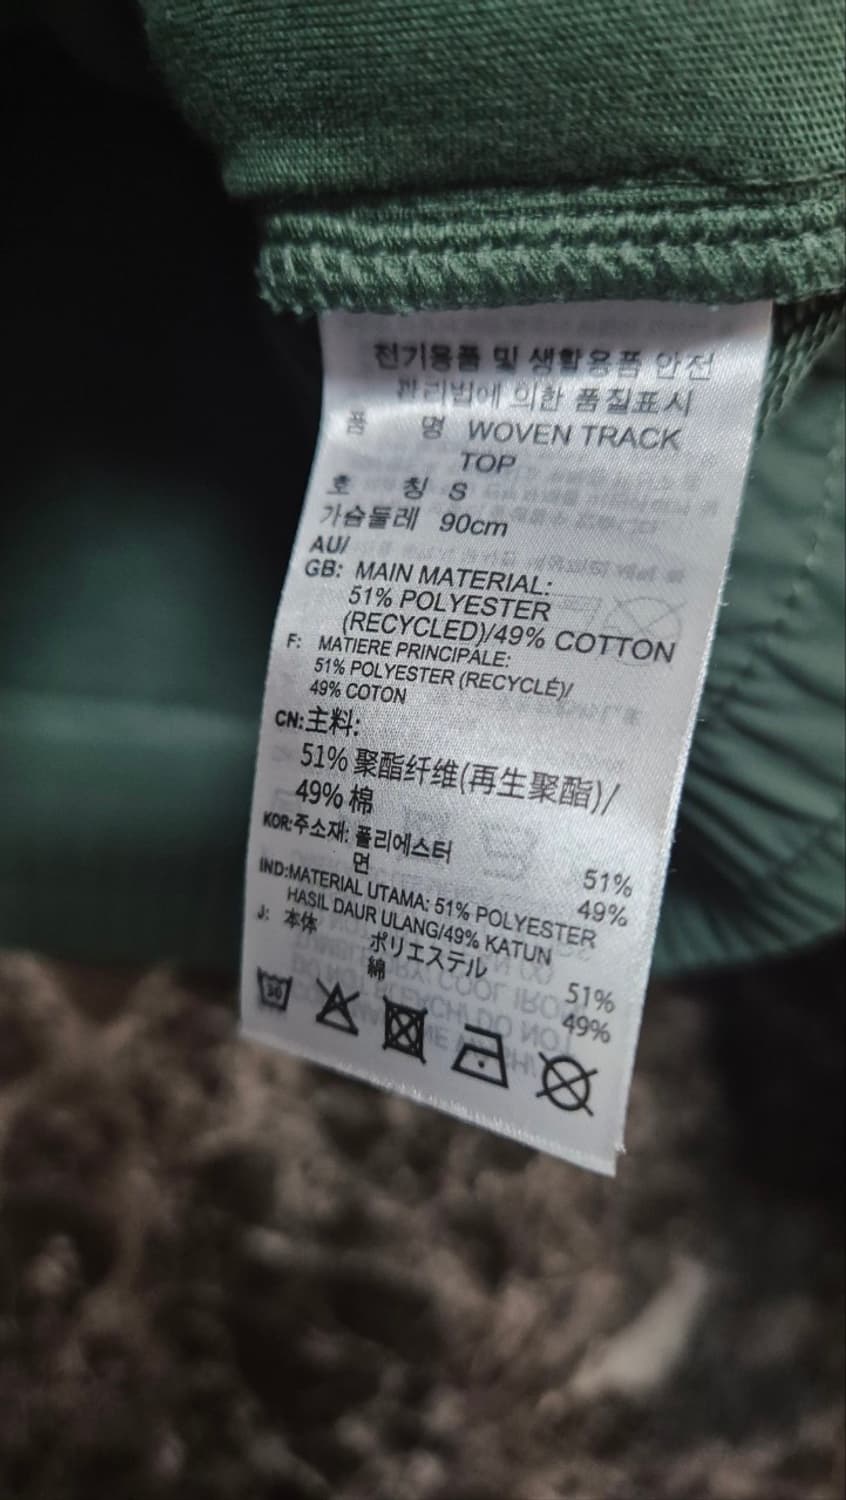 전기용품 및 생활용품 안전
관리법에 의한 품질표시
품 명 WOVEN TRACK
TOP
호 칭 S
가슴둘레 90cm
AU/
GB: MAIN MATERIAL:
51% POLYESTER
(RECYCLED)/49% COTTON
F: MATIERE PRINCIPALE:
51% POLYESTER (RECYCLÉ)/
49% COTON
CN:主料:
51% 聚酯纤维(再生聚酯)/
49% 棉
KOR:주소재: 폴리에스터 51%
면 49%
IND:MATERIAL UTAMA: 51% POLYESTER
HASIL DAUR ULANG/49% KATUN
J: 本体
ポリエステル 51%
綿 49%
30